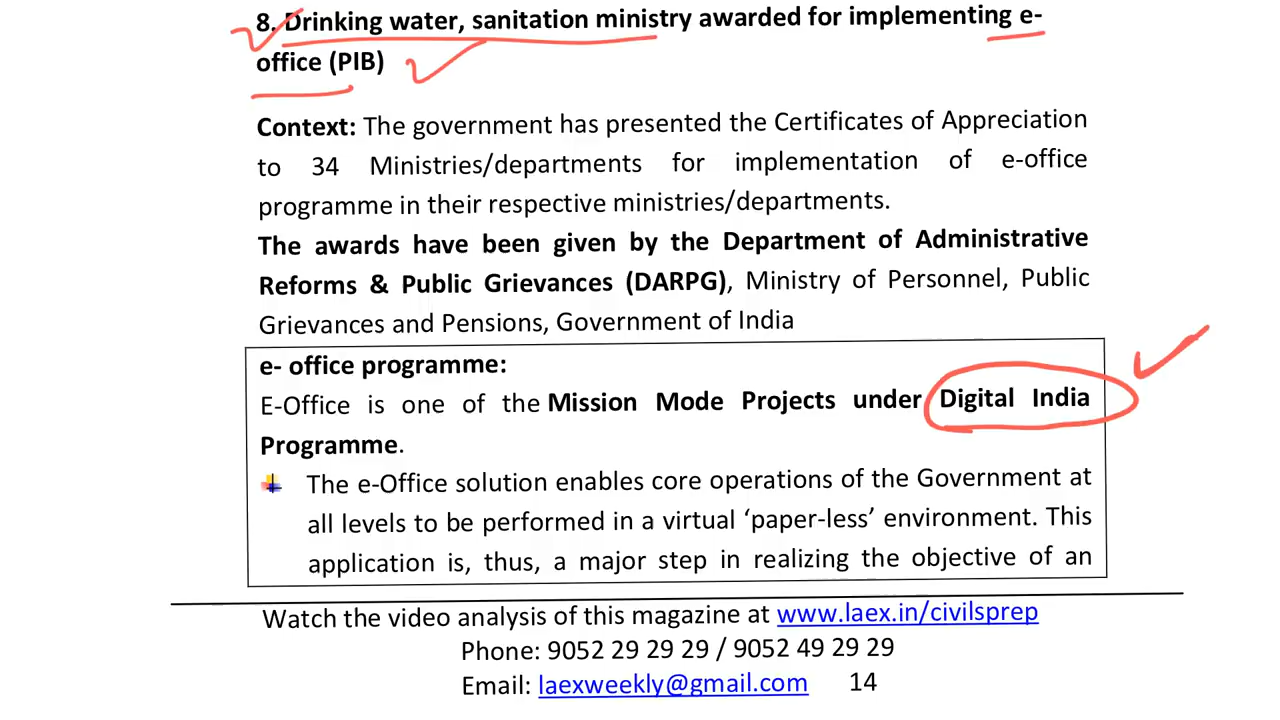 8. Drinking water, sanitation ministry awarded for implementing e-
office (PIB)
Context: The government has presented the Certificates of Appreciation
to 34 Ministries/departments for implementation of e-office
programme in their respective ministries/departments.
The awards have been given by the Department of Administrative
Reforms & Public Grievances (DARPG), Ministry of Personnel, Public
Grievances and Pensions, Government of India
e- office programme:
E-Office is one of the Mission Mode Projects under Digital India
Programme.
The e-Office solution enables core operations of the Government at
all levels to be performed in a virtual ‘paper-less’ environment. This
application is, thus, a major step in realizing the objective of an
Watch the video analysis of this magazine at www.laex.in/civilsprep
Phone: 9052 29 29 29 / 9052 49 29 29
Email: laexweekly@gmail.com 14